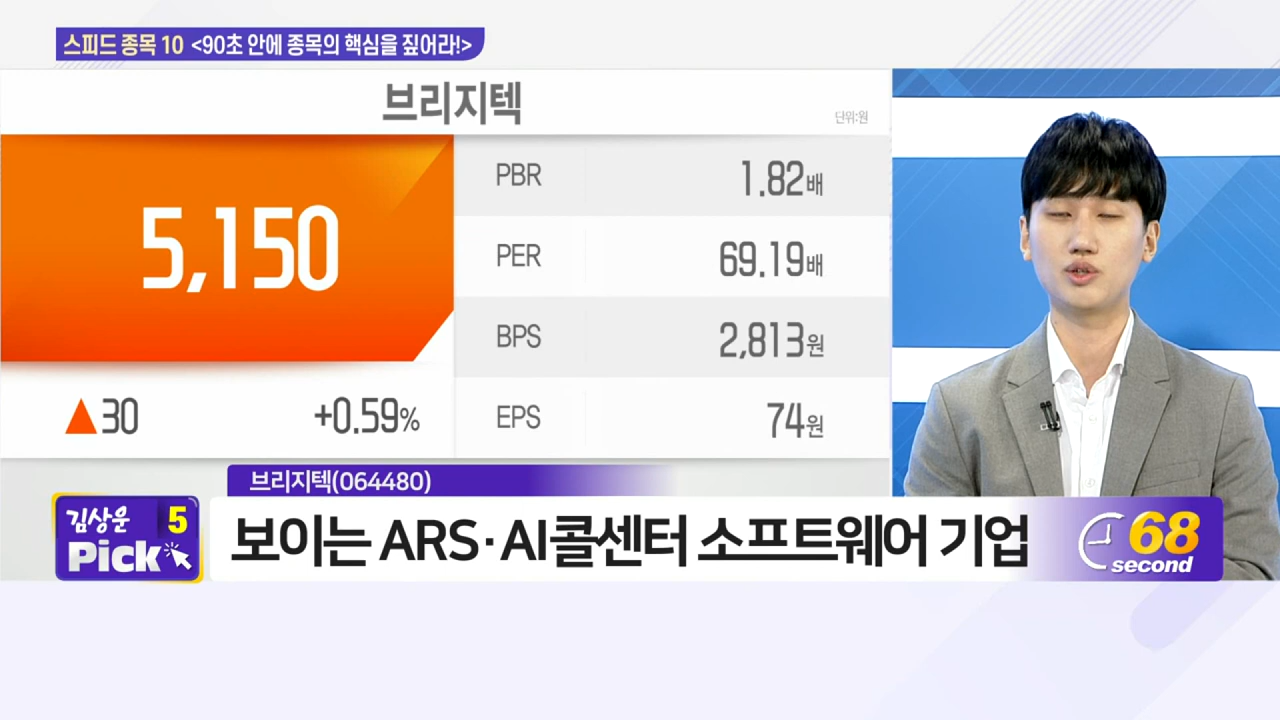 스피드 종목 10 <90초 안에 종목의 핵심을 짚어라!>
브리지텍
단위:원
5,150
▲30 +0.59%
PBR 1.82배
PER 69.19배
BPS 2,813원
EPS 74원
브리지텍(064480)
김상운 5
Pick
보이는 ARS·AI콜센터 소프트웨어 기업
68
second